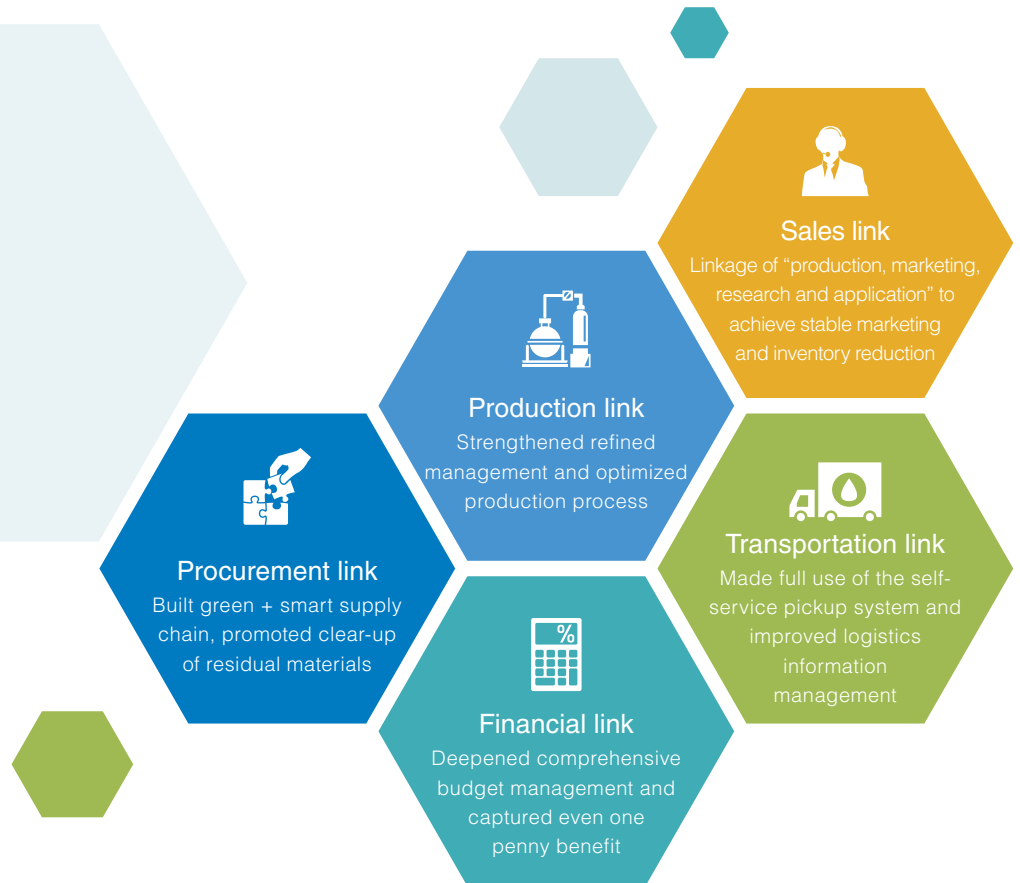 Sales link
Linkage of “production, marketing,
research and application” to
achieve stable marketing
and inventory reduction
Production link
Strengthened refined
management and optimized
production process
Procurement link
Built green + smart supply
chain, promoted clear-up
of residual materials
Transportation link
Made full use of the self-
service pickup system and
improved logistics
information
management
%
Financial link
Deepened comprehensive
budget management and
captured even one
penny benefit